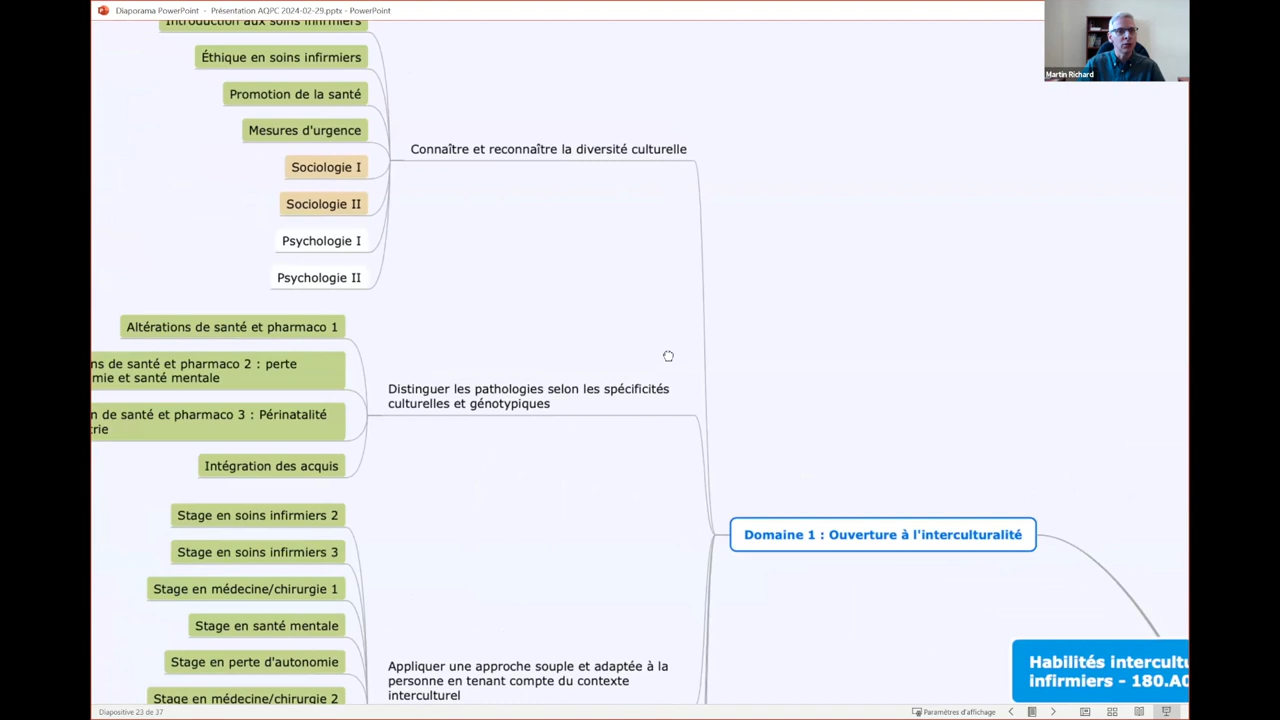 Diaporama PowerPoint - Présentation AQPC 2024-02-29.pptx - PowerPoint
Martin Richard
Introduction aux soins infirmiers
Éthique en soins infirmiers
Promotion de la santé
Mesures d'urgence
Sociologie I
Sociologie II
Psychologie I
Psychologie II
Connaître et reconnaître la diversité culturelle
Altérations de santé et pharmaco 1
ns de santé et pharmaco 2 : perte
mie et santé mentale
n de santé et pharmaco 3 : Périnatalité
trie
Intégration des acquis
Distinguer les pathologies selon les spécificités
culturelles et génotypiques
Stage en soins infirmiers 2
Stage en soins infirmiers 3
Stage en médecine/chirurgie 1
Stage en santé mentale
Stage en perte d'autonomie
Stage en médecine/chirurgie 2
Appliquer une approche souple et adaptée à la
personne en tenant compte du contexte
interculturel
Domaine 1 : Ouverture à l'interculturalité
Habilités intercultu
infirmiers - 180.A0
Diapositive 23 de 37
Paramètres d'affichage